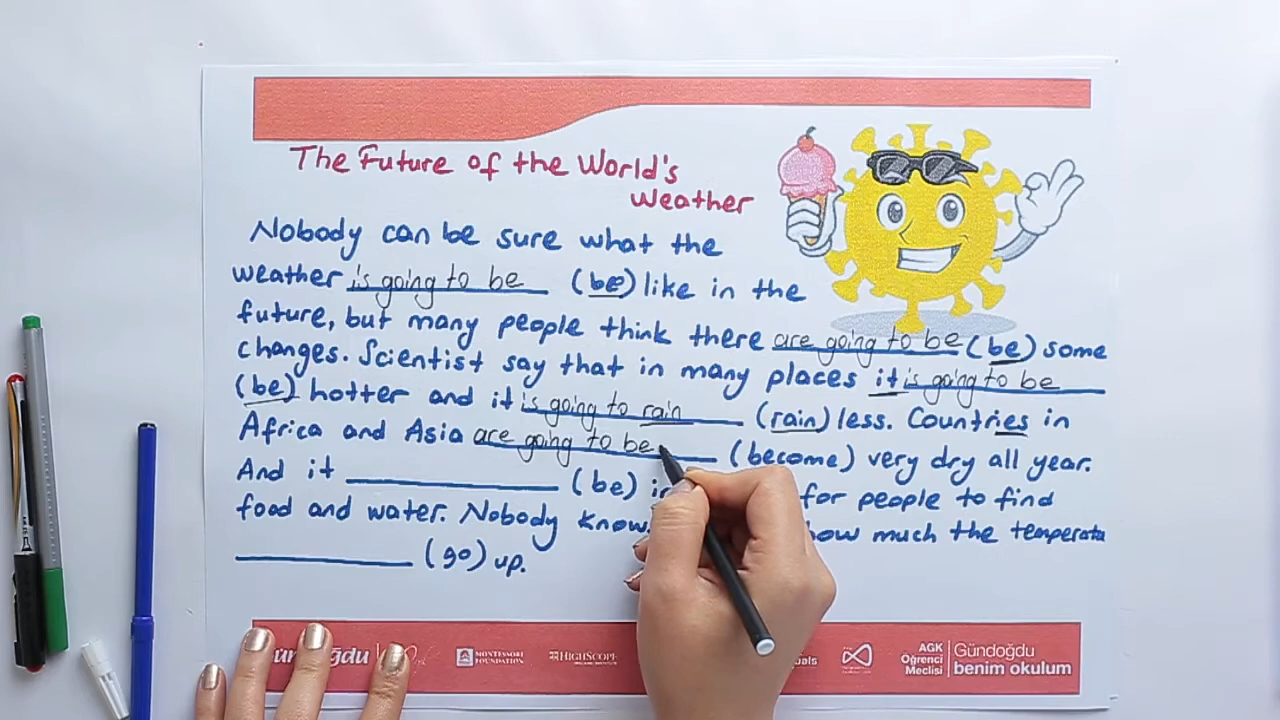 The Future of the World's
Weather
Nobody can be sure what the
weather is going to be (be) like in the
future, but many people think there are going to be (be) some
changes. Scientist say that in many places it is going to be
(be) hotter and it is going to rain (rain) less. Countries in
Africa and Asia are going to be (become) very dry all year.
And it (be) for people to find
food and water. Nobody how much the temperatu
(go) up.
MONTESSORI
FOUNDATION
HIGHSCOPE
AGK
Öğrenci
Meclisi
Gündoğdu
benim okulum